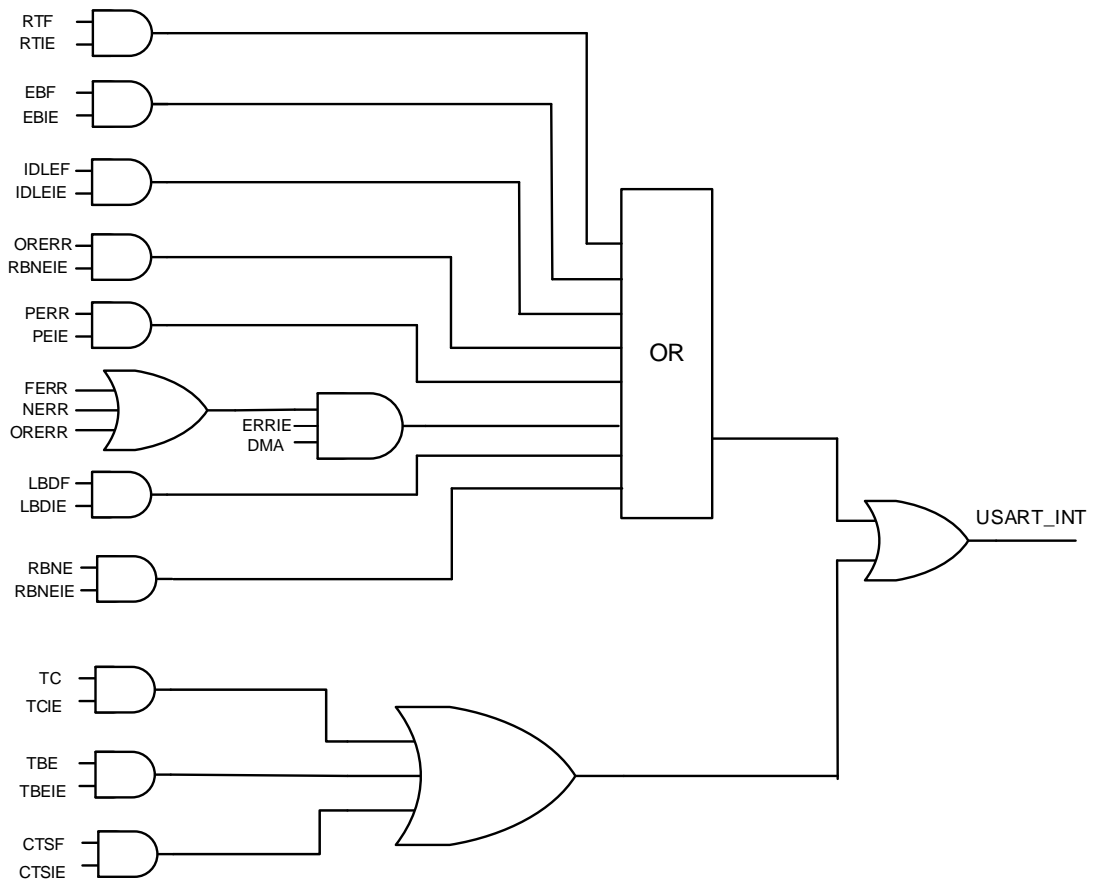 RTF
RTIE
EBF
EBIE
IDLEF
IDLEIE
ORERR
RBNEIE
PERR
PEIE
OR
FERR
NERR
ORERR
ERRIE
DMA
LBDF
LBDIE
USART_INT
RBNE
RBNEIE
TC
TCIE
TBE
TBEIE
CTSF
CTSIE